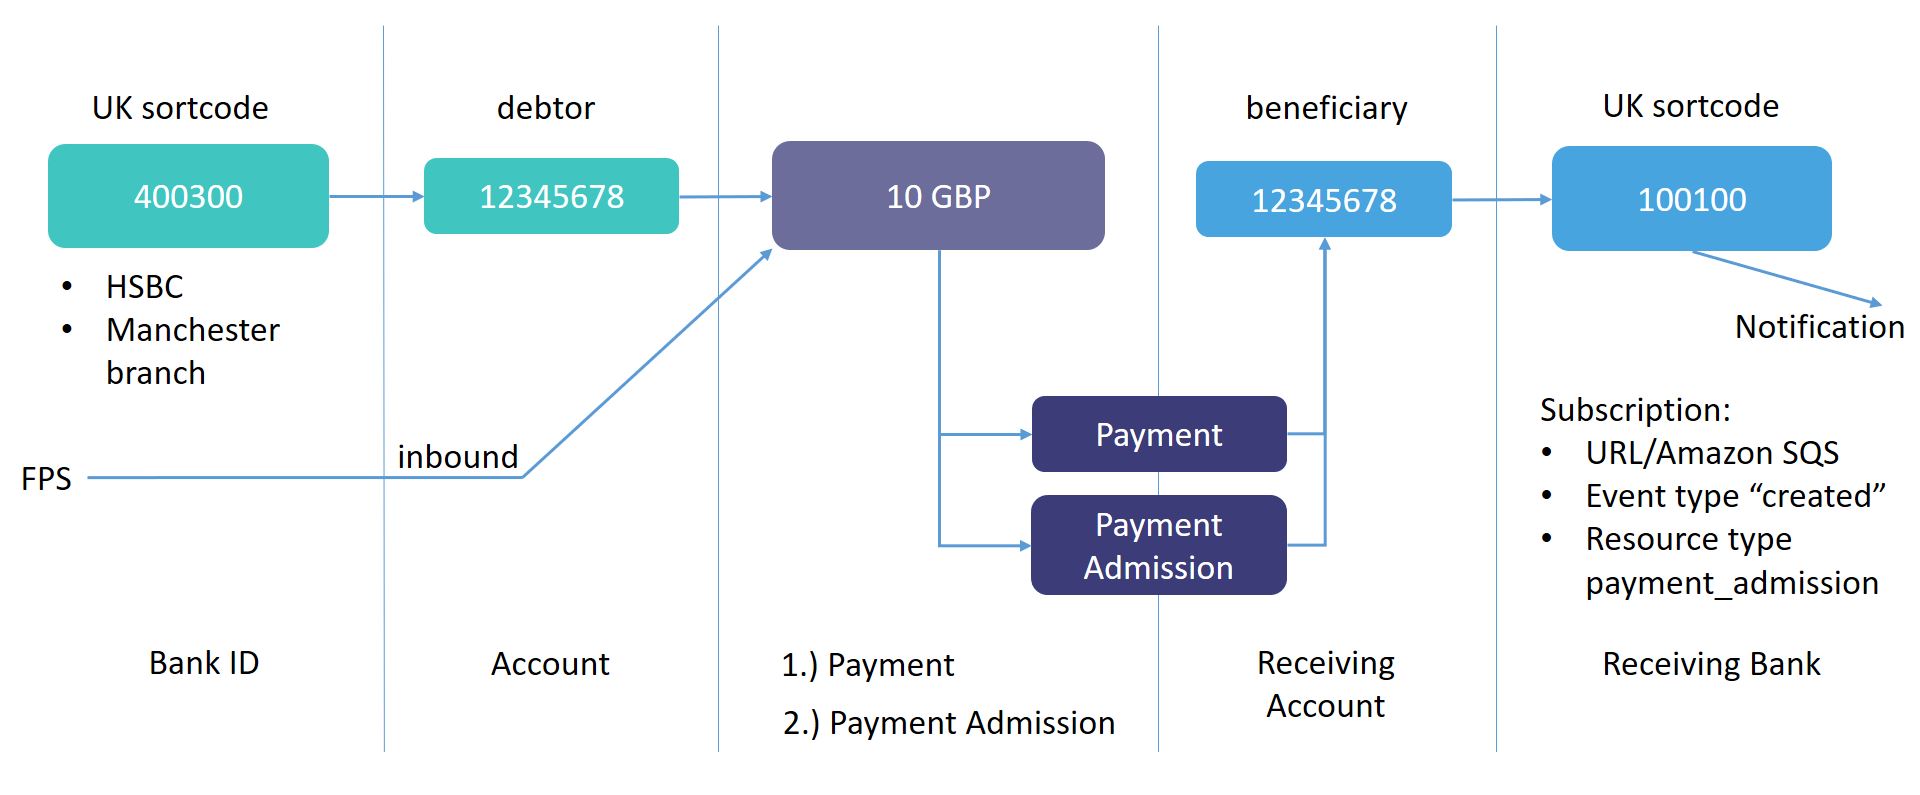 UK sortcode
400300
• HSBC
• Manchester
branch
FPS
inbound
Bank ID
debtor
12345678
Account
10 GBP
Payment
Payment
Admission
1.) Payment
2.) Payment Admission
beneficiary
12345678
Receiving
Account
UK sortcode
100100
Notification
Subscription:
• URL/Amazon SQS
• Event type “created”
• Resource type
payment_admission
Receiving Bank